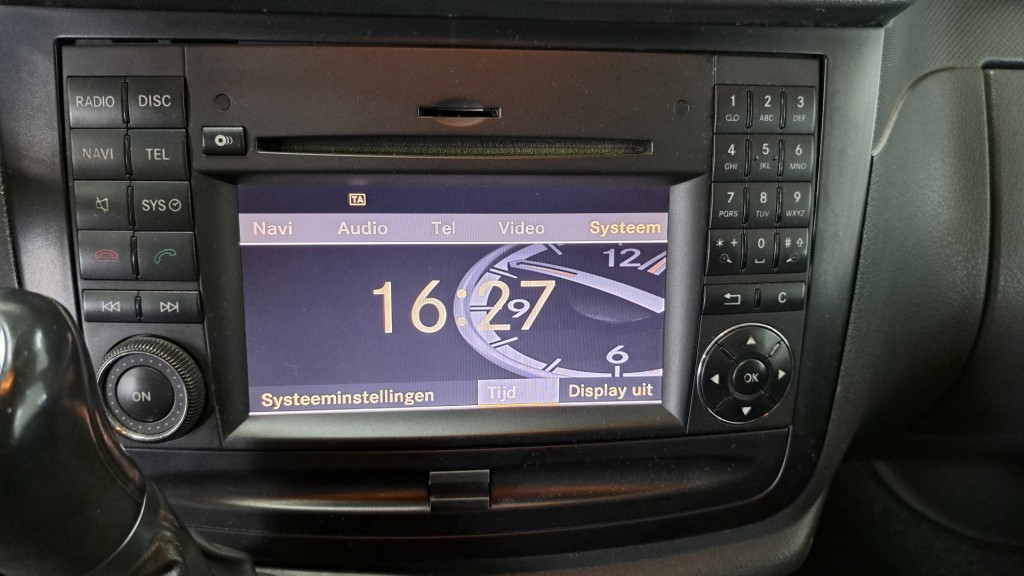 RADIO DISC
NAVI TEL
SYS
ON
TA
Navi Audio Tel Video Systeem
16:27
12
9
6
Systeeminstellingen Tijd Display uit
1 2 ABC 3 DEF
4 GHI 5 JKL 6 MNO
7 PQRS 8 TUV 9 WXYZ
* + 0 #
C
OK